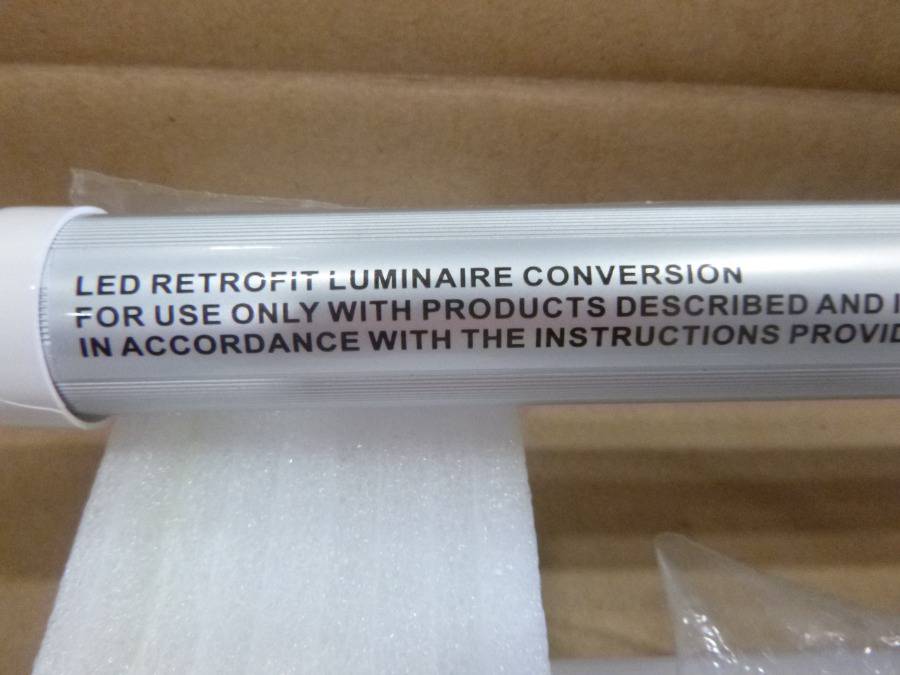 LED RETROFIT LUMINAIRE CONVERSION
FOR USE ONLY WITH PRODUCTS DESCRIBED AND
IN ACCORDANCE WITH THE INSTRUCTIONS